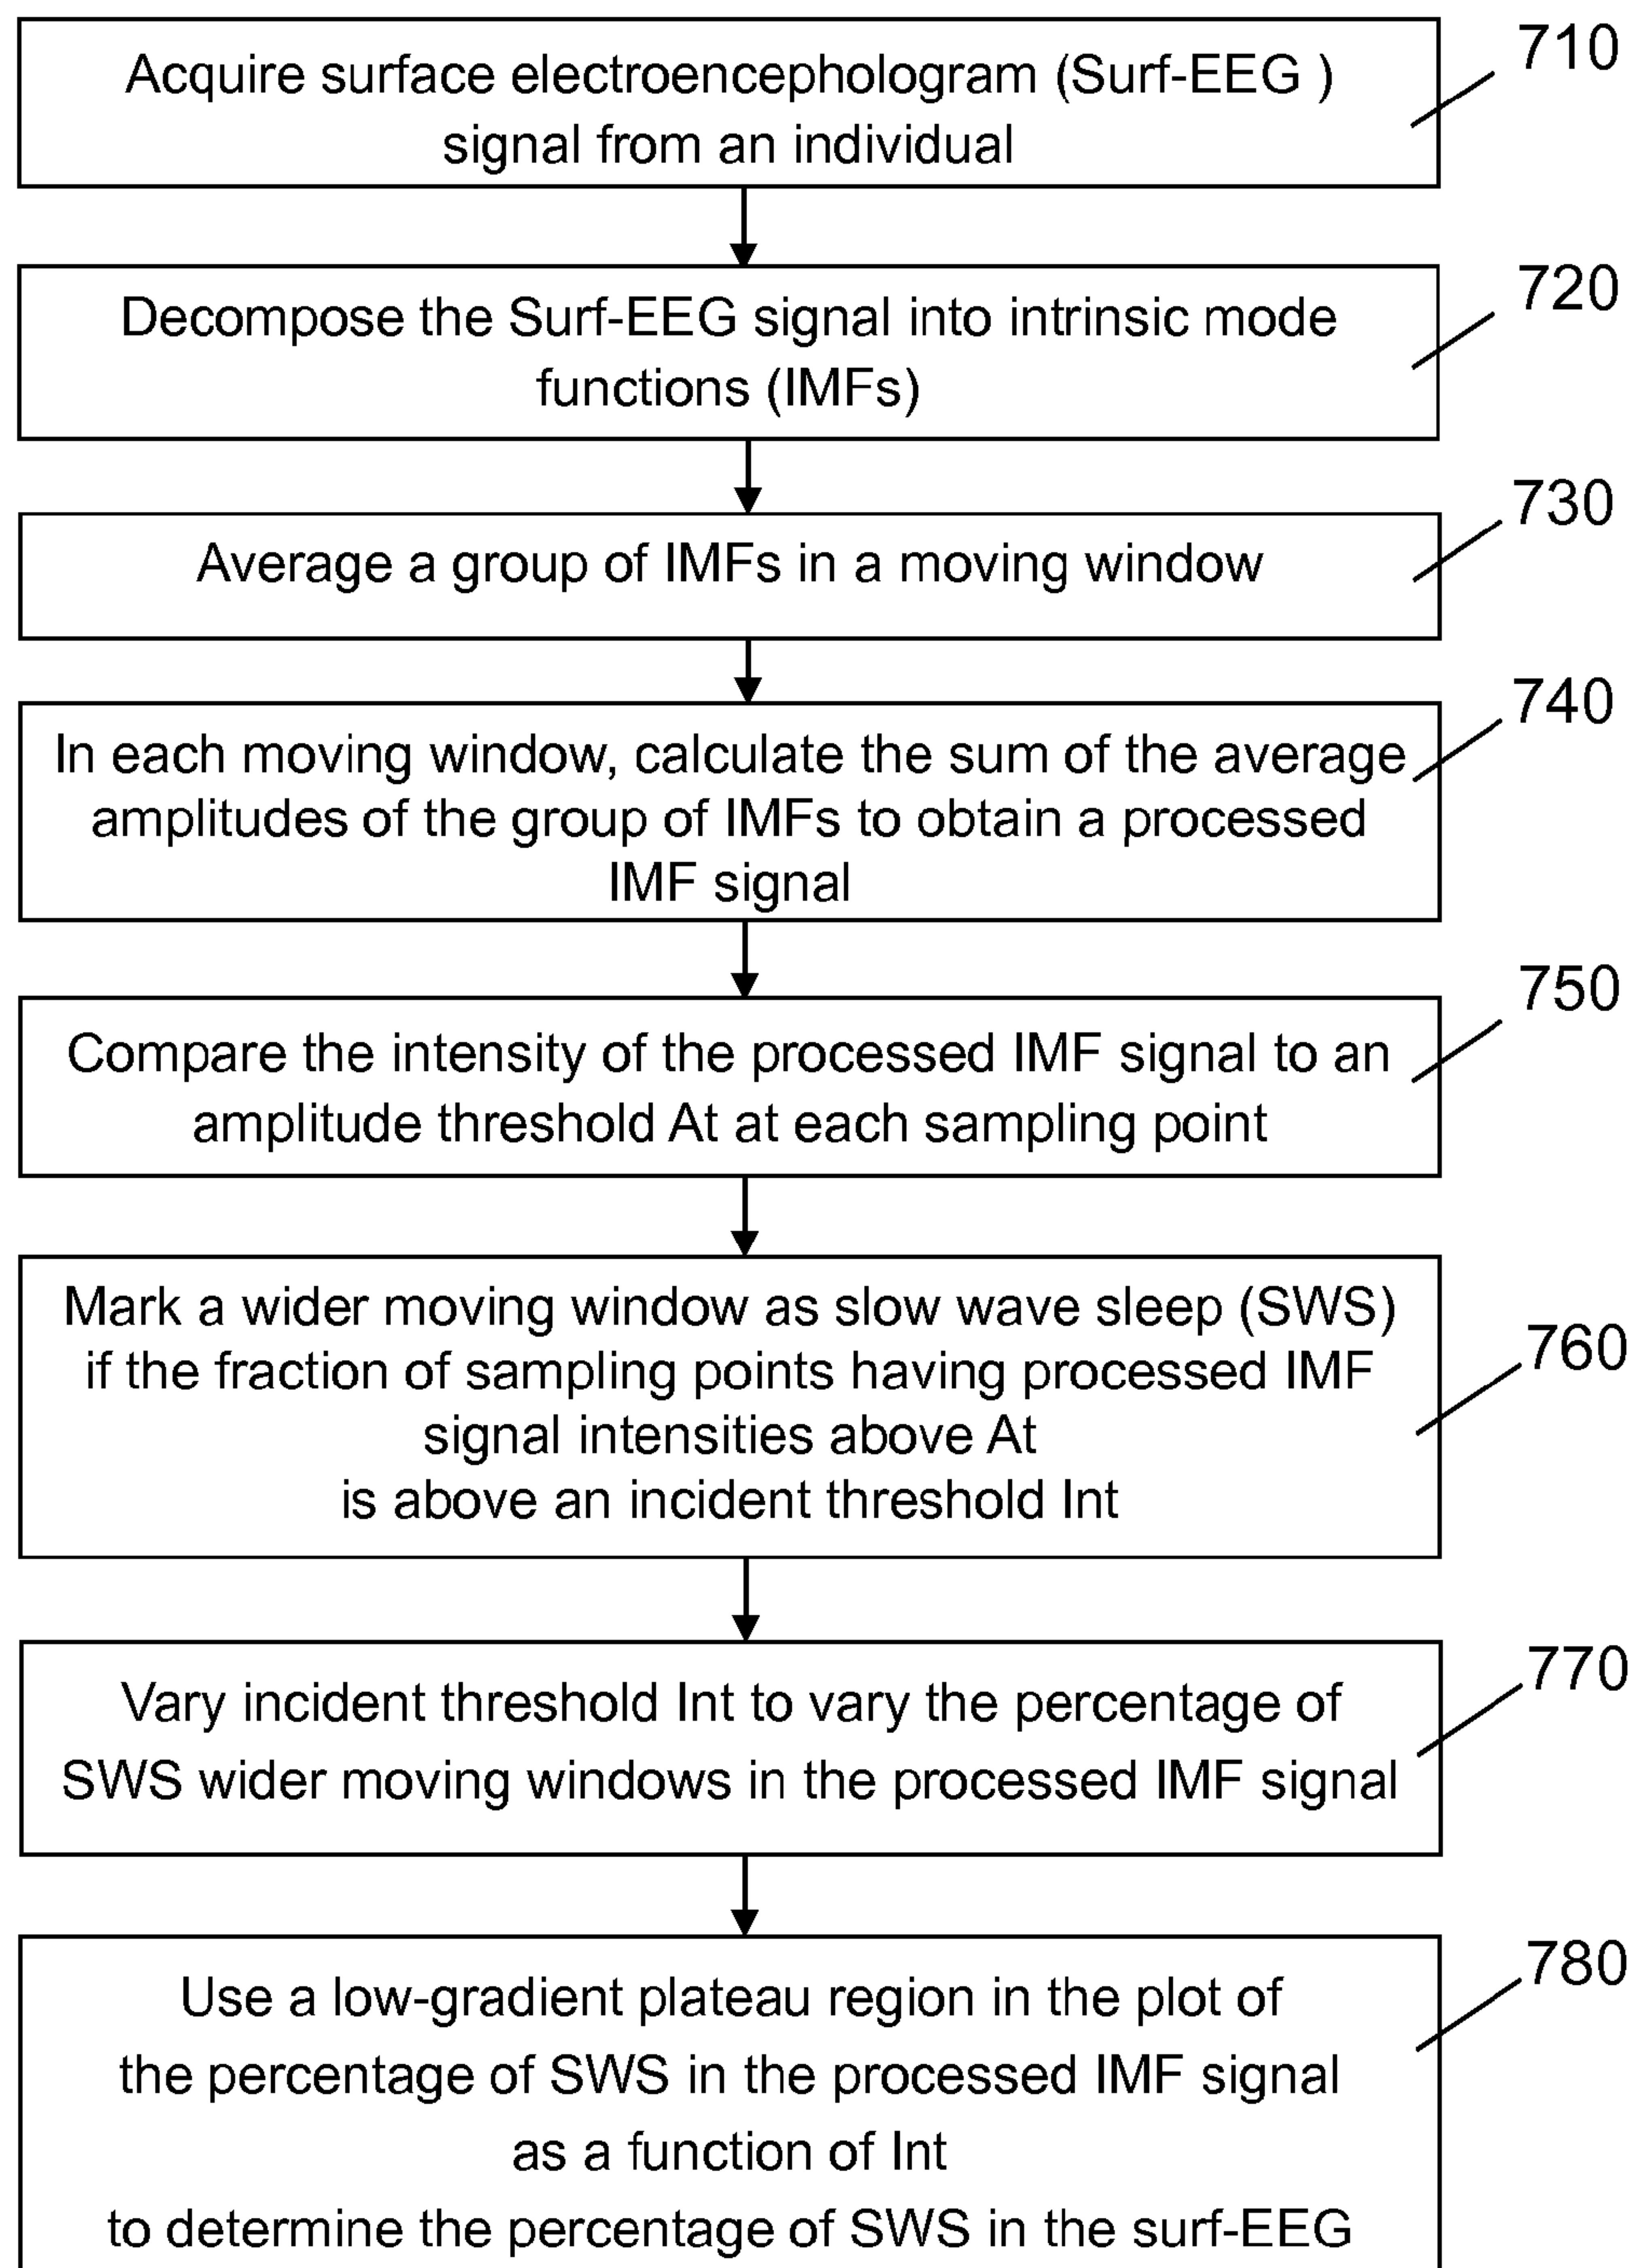 710
Acquire surface electroencephologram (Surf-EEG )
signal from an individual
720
Decompose the Surf-EEG signal into intrinsic mode
functions (IMFs)
730
Average a group of IMFs in a moving window
740
In each moving window, calculate the sum of the average
amplitudes of the group of IMFs to obtain a processed
IMF signal
750
Compare the intensity of the processed IMF signal to an
amplitude threshold At at each sampling point
760
Mark a wider moving window as slow wave sleep (SWS)
if the fraction of sampling points having processed IMF
signal intensities above At
is above an incident threshold Int
770
Vary incident threshold Int to vary the percentage of
SWS wider moving windows in the processed IMF signal
780
Use a low-gradient plateau region in the plot of
the percentage of SWS in the processed IMF signal
as a function of Int
to determine the percentage of SWS in the surf-EEG